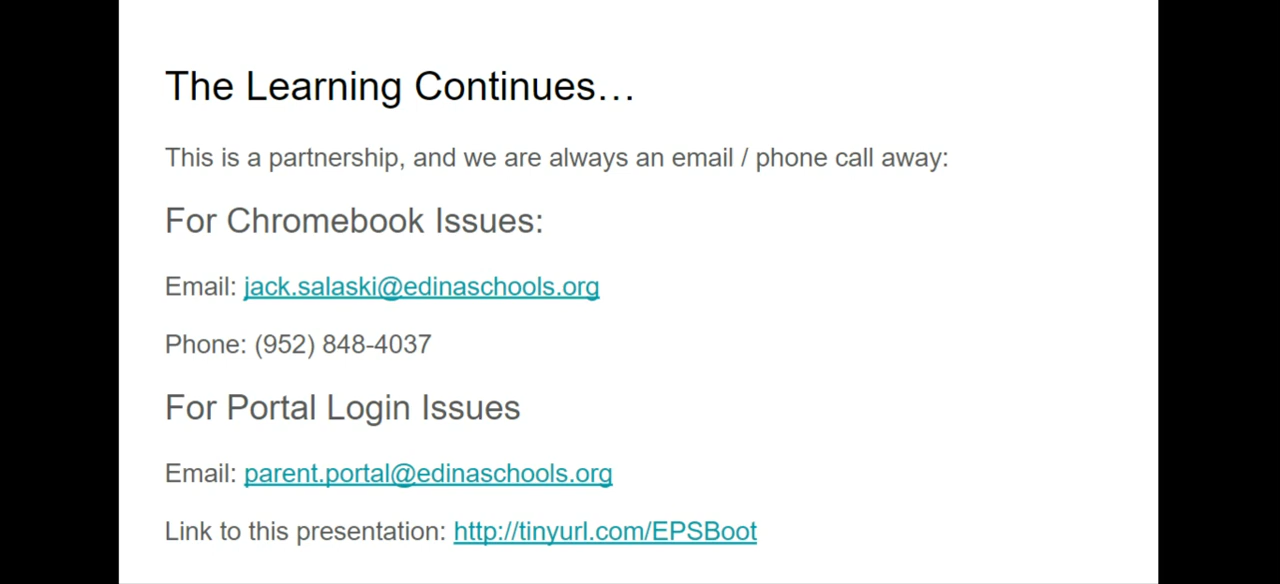 The Learning Continues…
This is a partnership, and we are always an email / phone call away:
For Chromebook Issues:
Email: jack.salaski@edinaschools.org
Phone: (952) 848-4037
For Portal Login Issues
Email: parent.portal@edinaschools.org
Link to this presentation: http://tinyurl.com/EPSBoot